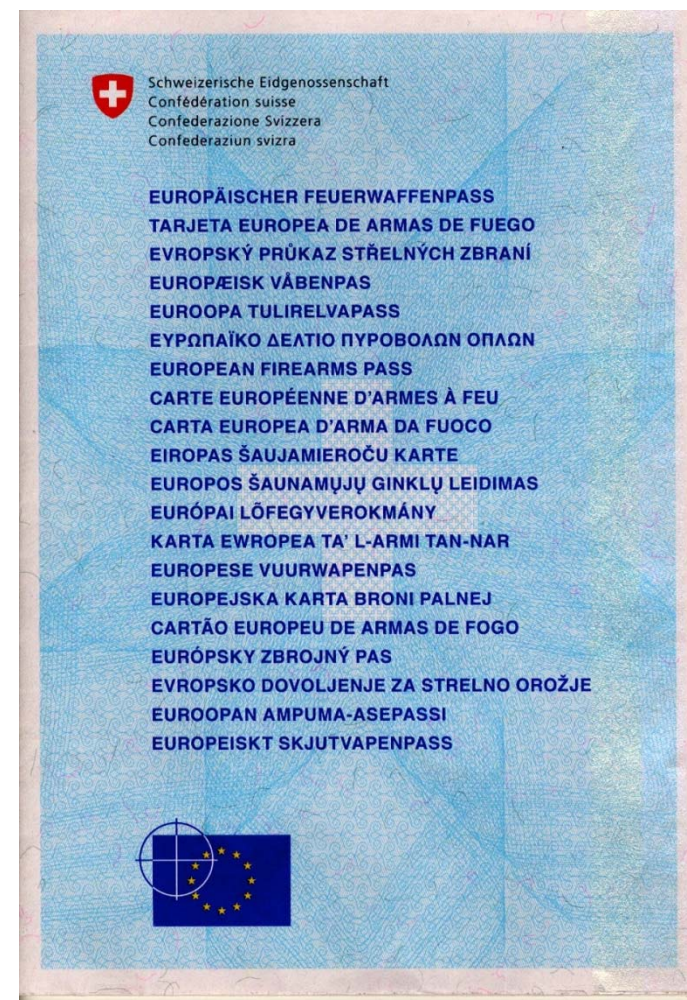 Schweizerische Eidgenossenschaft
Confédération suisse
Confederazione Svizzera
Confederaziun svizra
EUROPÄISCHER FEUERWAFFENPASS
TARJETA EUROPEA DE ARMAS DE FUEGO
EVROPSKÝ PRŮKAZ STŘELNÝCH ZBRANÍ
EUROPÆISK VÅBENPAS
EUROOPA TULIRELVAPASS
ΕΥΡΩΠΑΪΚΟ ΔΕΛΤΙΟ ΠΥΡΟΒΟΛΩΝ ΟΠΛΩΝ
EUROPEAN FIREARMS PASS
CARTE EUROPÉENNE D'ARMES À FEU
CARTA EUROPEA D'ARMA DA FUOCO
EIROPAS ŠAUJAMIEROČU KARTE
EUROPOS ŠAUNAMŲJŲ GINKLŲ LEIDIMAS
EURÓPAI LÕFEGYVEROKMÁNY
KARTA EWROPEA TA' L-ARMI TAN-NAR
EUROPESE VUURWAPENPAS
EUROPEJSKA KARTA BRONI PALNEJ
CARTÃO EUROPEU DE ARMAS DE FOGO
EURÓPSKY ZBROJNÝ PAS
EVROPSKO DOVOLJENJE ZA STRELNO OROŽJE
EUROOPAN AMPUMA-ASEPASSI
EUROPEISKT SKJUTVAPENPASS